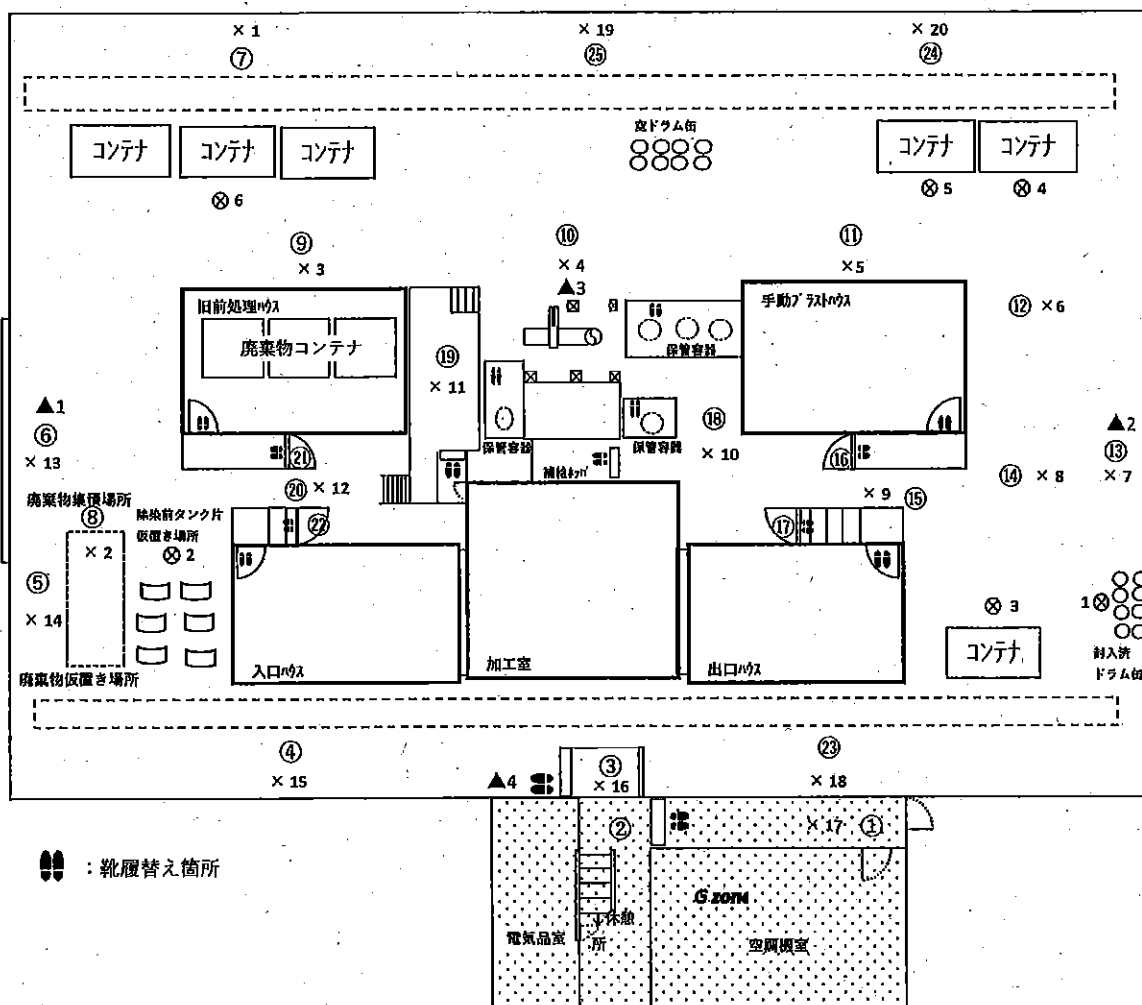 × 1
× 19
× 20
⑦
㉕
㉔
コンテナ
コンテナ
コンテナ
空ドラム缶
コンテナ
コンテナ
⊗ 6
⊗ 5
⊗ 4
⑨
⑩
⑪
× 3
× 4
× 5
▲3
旧前処理ハウス
手動ブラストハウス
⑫ × 6
廃棄物コンテナ
保管容器
⑲
× 11
▲1
⑥
× 13
⑱
× 10
▲2
⑬
× 7
保管容器
保管容器
㉑
⑯
⑭ × 8
⑳ × 12
× 9 ⑮
廃棄物集積場所
⑧
× 2
除染前タンク片
仮置き場所
⊗ 2
㉒
⑰
⑤
× 14
1 ⊗
⊗ 3
コンテナ
封入済
ドラム缶
入口ハウス
加工室
出口ハウス
廃棄物仮置き場所
④
× 15
▲4
③
× 16
㉓
× 18
②
× 17 ①
:靴履替え箇所
G zone
休憩
所
電気品室
空調機室